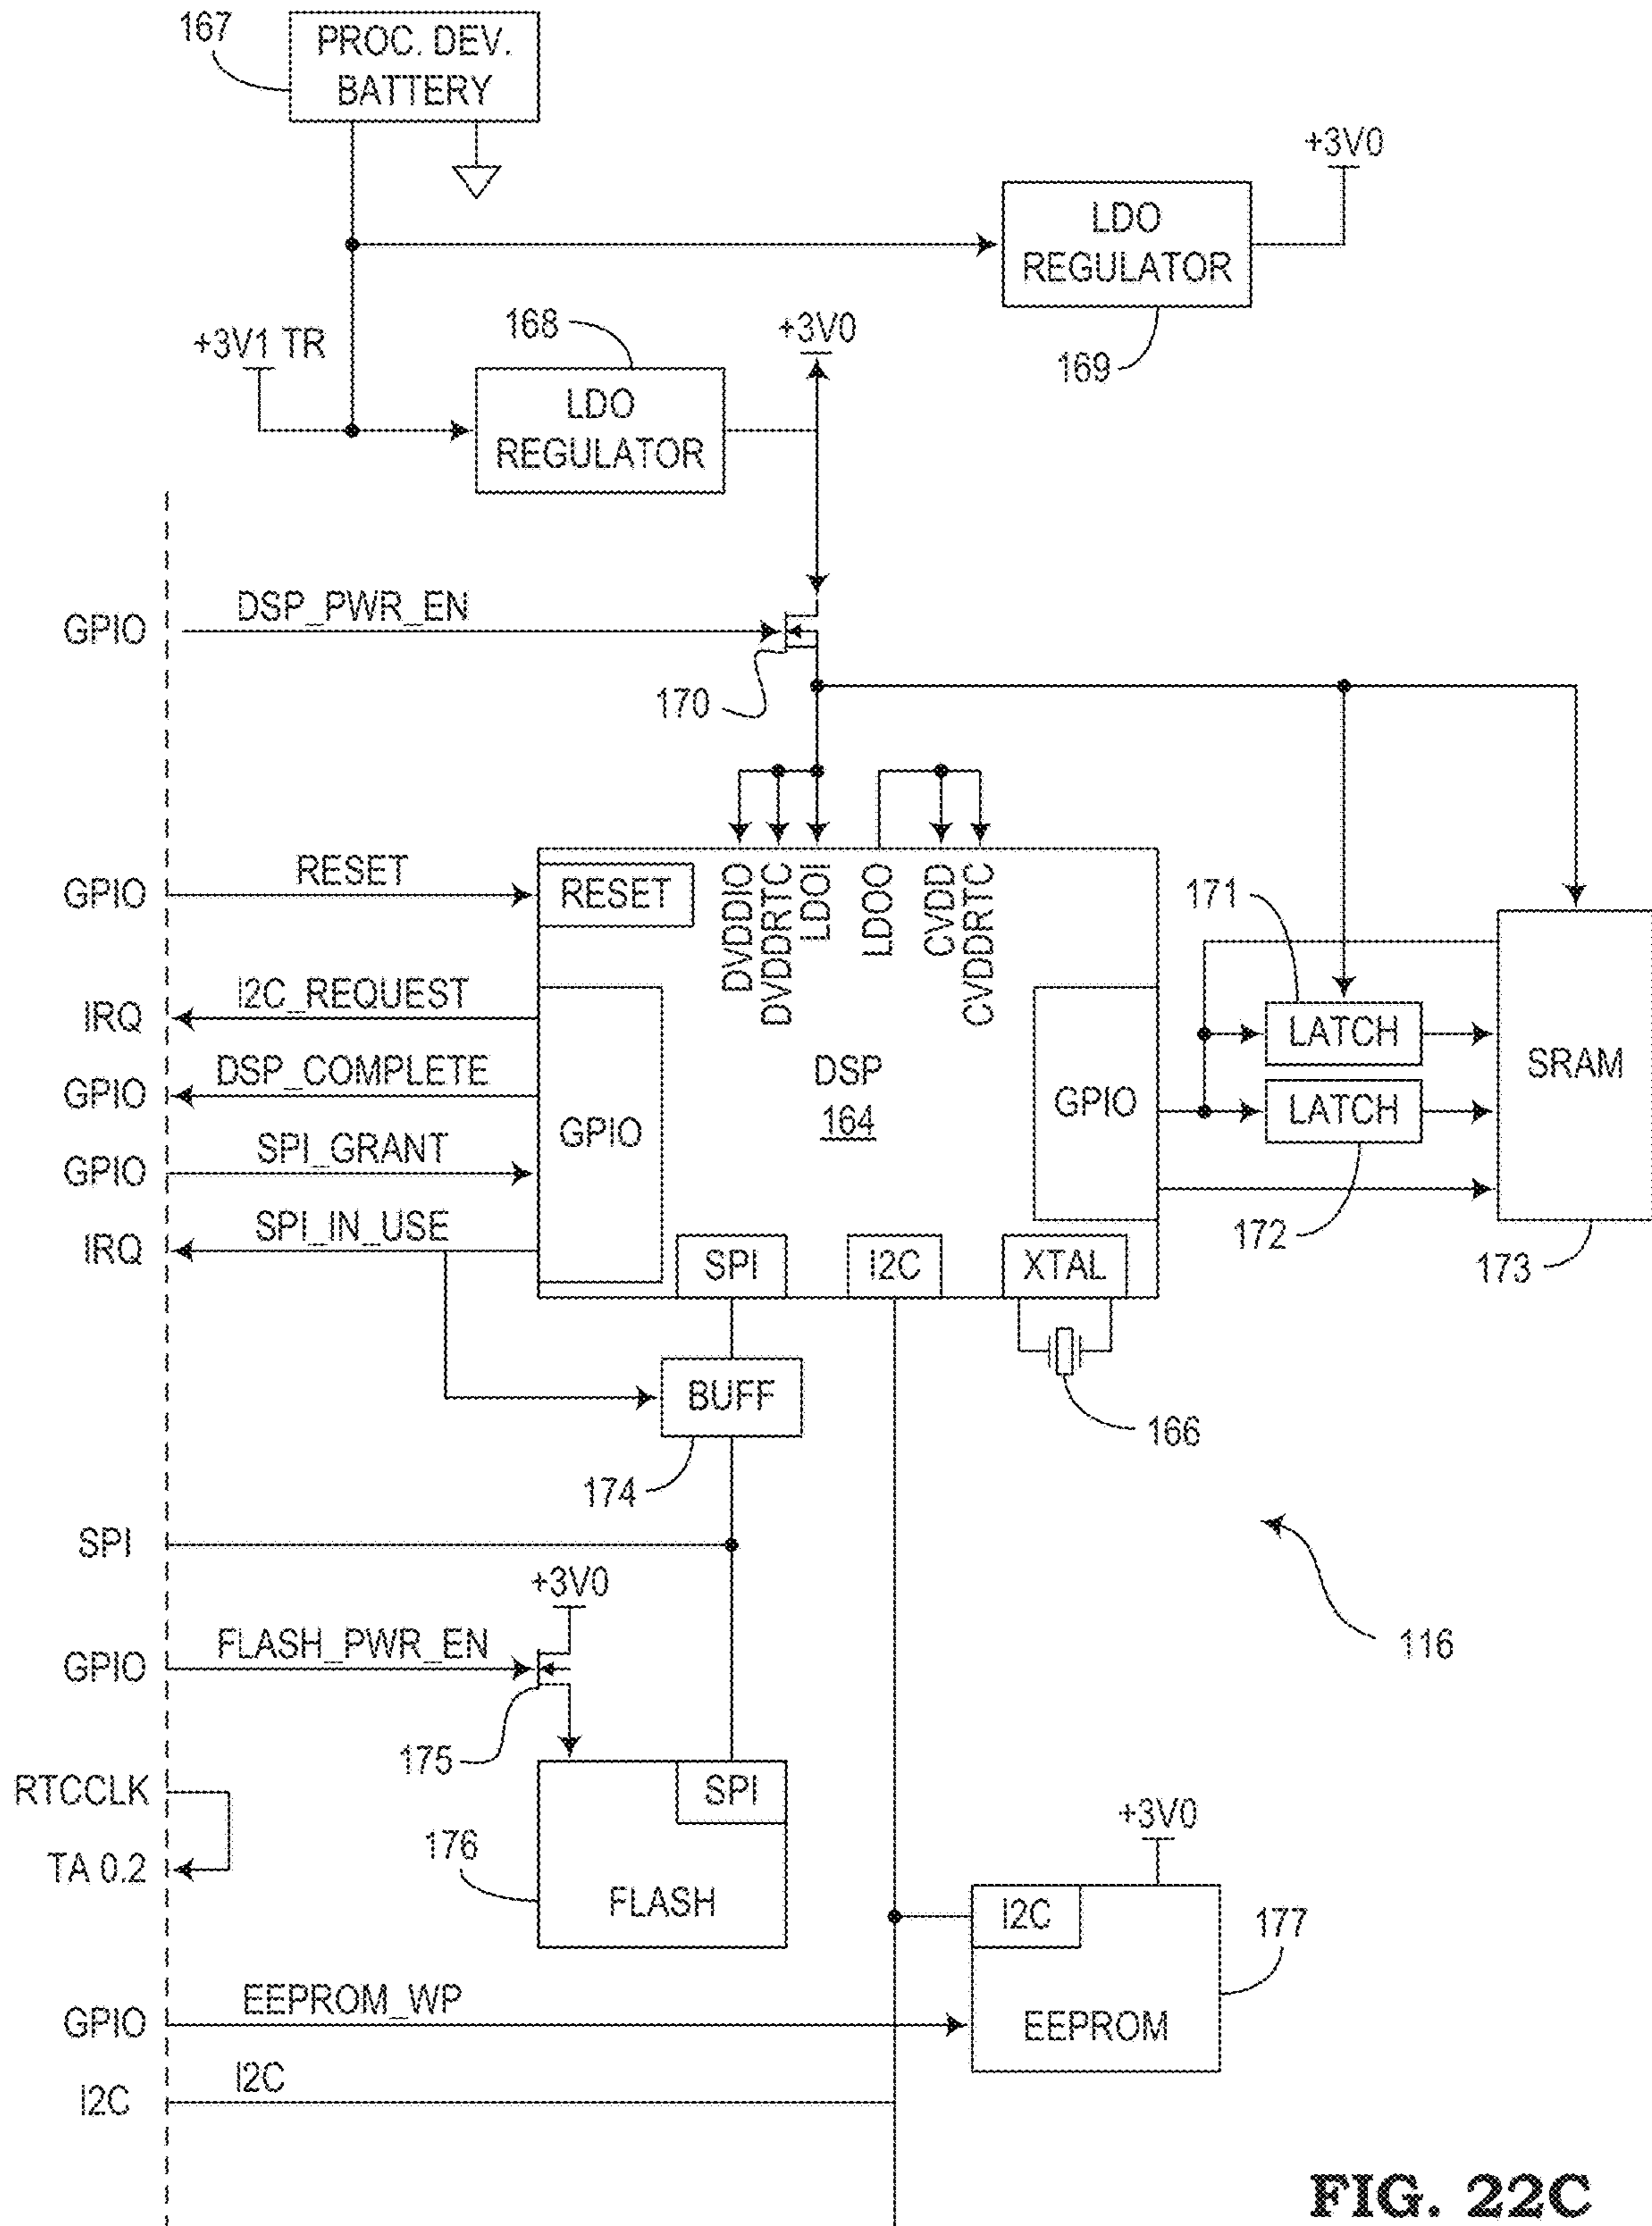 167
PROC. DEV.
BATTERY
+3V0
LDO
REGULATOR
169
+3V1 TR
168
LDO
REGULATOR
+3V0
GPIO
DSP_PWR_EN
170
GPIO
RESET
RESET
DVDDIO
DVDDRTC
LDOI
LDOO
CVDD
CVDDRTC
171
IRQ
I2C_REQUEST
LATCH
GPIO
DSP_COMPLETE
GPIO
DSP
164
GPIO
LATCH
SRAM
GPIO
SPI_GRANT
172
173
IRQ
SPI_IN_USE
SPI
I2C
XTAL
BUFF
166
174
SPI
+3V0
116
GPIO
FLASH_PWR_EN
175
RTCCLK
SPI
TA 0.2
176
FLASH
+3V0
I2C
177
GPIO
EEPROM_WP
EEPROM
I2C
I2C
FIG. 22C